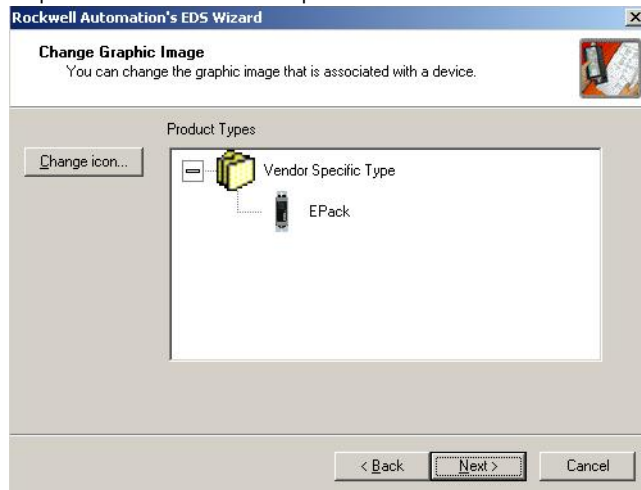 Rockwell Automation's EDS Wizard
Change Graphic Image
You can change the graphic image that is associated with a device.
Product Types
Change icon...
Vendor Specific Type
EPack
< Back
Next >
Cancel